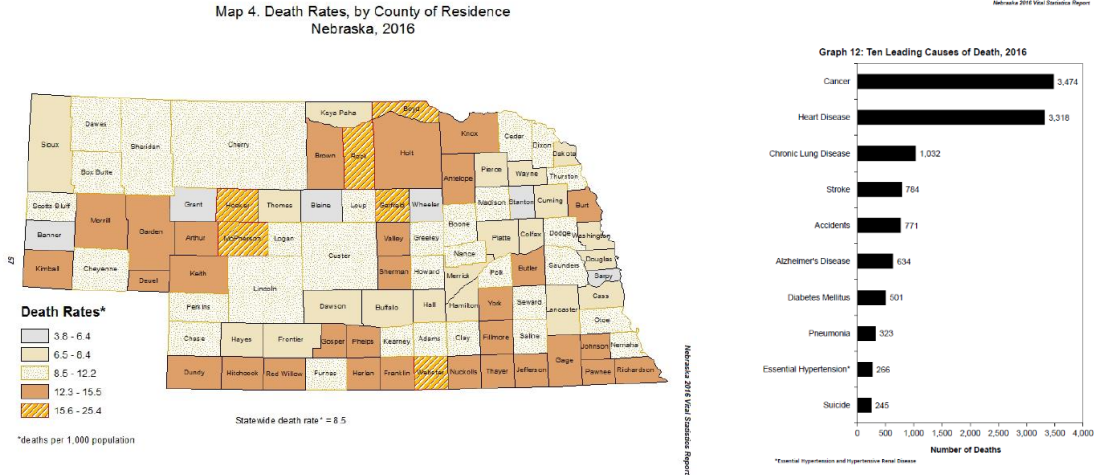 Map 4. Death Rates, by County of Residence
Nebraska, 2016
Sioux
Dawes
Box Butte
Sheridan
Cherry
Keya Paha
Boyd
Brown
Rock
Holt
Knox
Cedar
Dixon
Dakota
Antelope
Pierce
Wayne
Thurston
Scotts Bluff
Banner
Kimball
Morrill
Cheyenne
Garden
Deuel
Grant
Hooker
Thomas
Blaine
Loup
Garfield
Wheeler
Madison
Stanton
Cuming
Burt
Arthur
McPherson
Logan
Custer
Valley
Greeley
Boone
Platte
Colfax
Dodge
Washington
Keith
Lincoln
Sherman
Howard
Nance
Merrick
Polk
Butler
Saunders
Douglas
Sarpy
Perkins
Dawson
Buffalo
Hall
Hamilton
York
Seward
Lancaster
Cass
Otoe
Chase
Hayes
Frontier
Gosper
Phelps
Kearney
Adams
Clay
Fillmore
Saline
Johnson
Nemaha
Dundy
Hitchcock
Red Willow
Furnas
Harlan
Franklin
Webster
Nuckolls
Thayer
Jefferson
Gage
Pawnee
Richardson
57
Death Rates*
3.8 - 6.4
6.5 - 8.4
8.5 - 12.2
12.3 - 15.5
15.6 - 25.4
Statewide death rate* = 8.5
*deaths per 1,000 population
Nebraska 2016 Vital Statistics Report
Nebraska 2016 Vital Statistics Report
Graph 12: Ten Leading Causes of Death, 2016
Cancer 3,474
Heart Disease 3,318
Chronic Lung Disease 1,032
Stroke 784
Accidents 771
Alzheimer's Disease 634
Diabetes Mellitus 501
Pneumonia 323
Essential Hypertension* 266
Suicide 245
0 500 1,000 1,500 2,000 2,500 3,000 3,500 4,000
Number of Deaths
*Essential Hypertension and Hypertensive Renal Disease